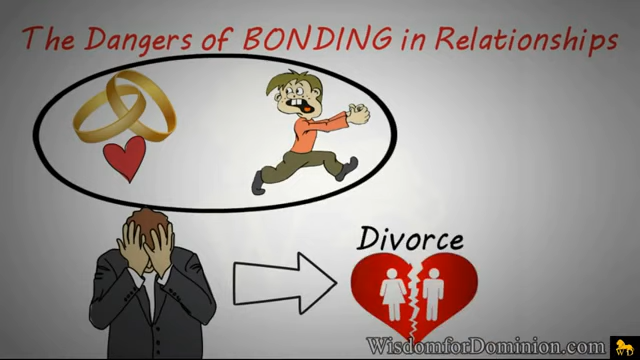 The Dangers of BONDING in Relationships
Divorce
WisdomforDominion.com